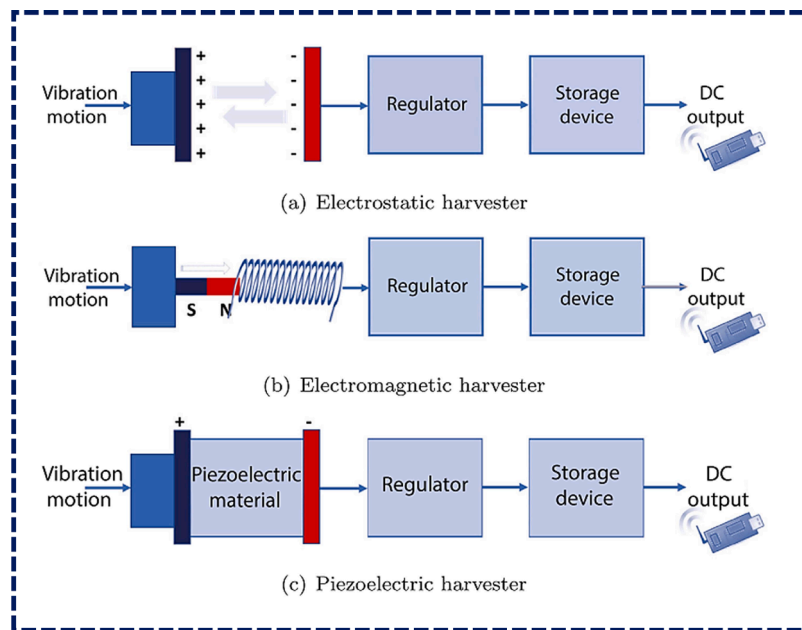 +
+
+
+
+
-
-
-
-
-
Vibration
motion
Regulator
Storage
device
DC
output
(a) Electrostatic harvester
Vibration
motion
S N
Regulator
Storage
device
DC
output
(b) Electromagnetic harvester
+ -
Vibration
motion
Piezoelectric
material
Regulator
Storage
device
DC
output
(c) Piezoelectric harvester